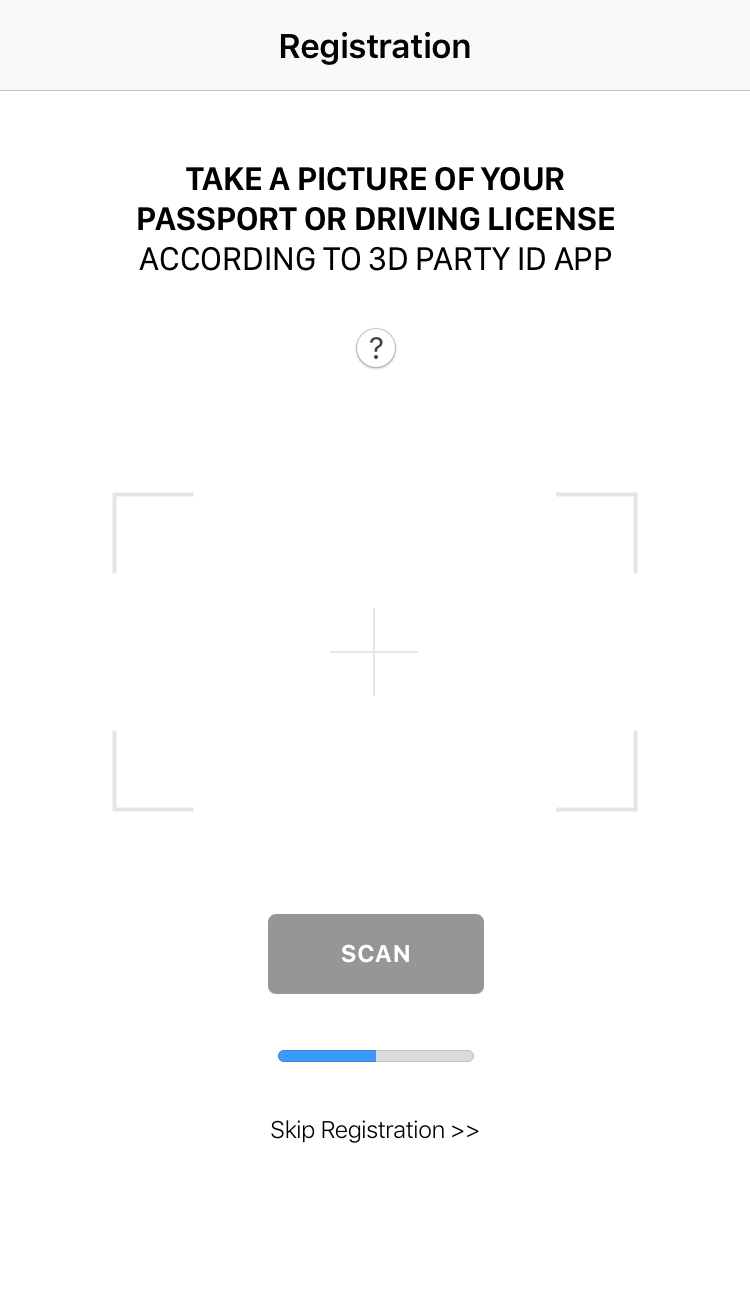 Registration
TAKE A PICTURE OF YOUR
PASSPORT OR DRIVING LICENSE
ACCORDING TO 3D PARTY ID APP
?
SCAN
Skip Registration >>